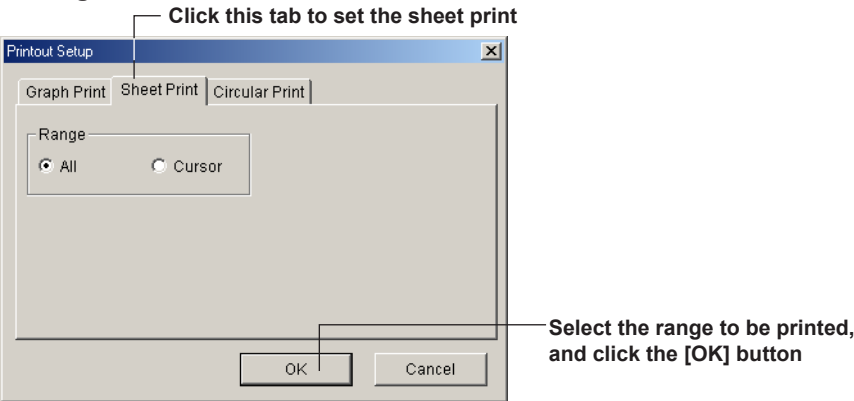 Click this tab to set the sheet print
Printout Setup
Graph Print Sheet Print Circular Print
Range
All Cursor
Select the range to be printed,
and click the [OK] button
OK Cancel